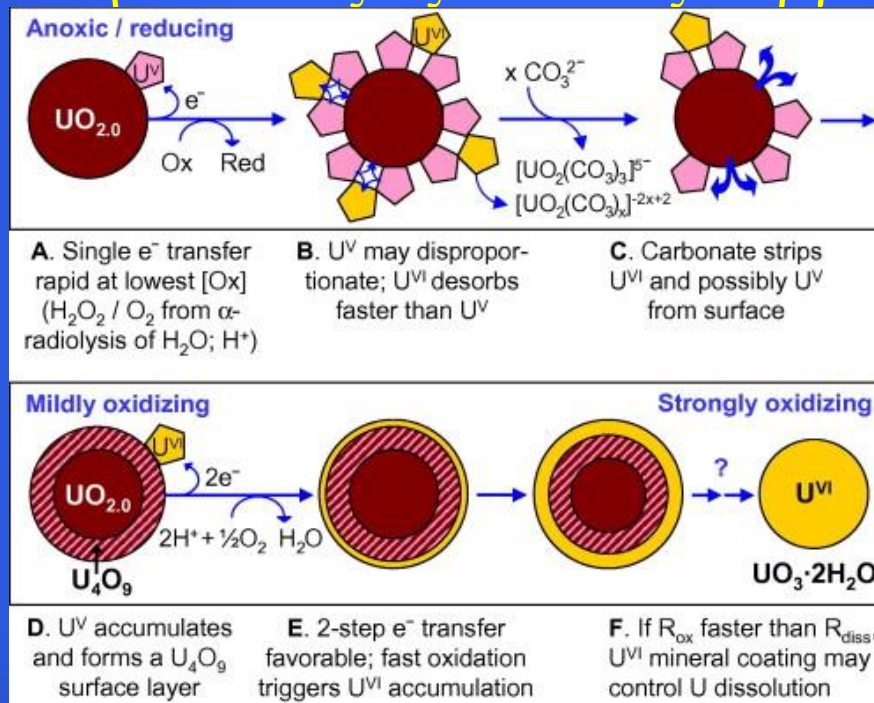 Anoxic / reducing
U^VI
U^V
x CO₃²⁻
UO₂.₀
e⁻
Ox Red
[UO₂(CO₃)₃]⁵⁻
[UO₂(CO₃)ₓ]⁻²ˣ⁺²
A. Single e⁻ transfer
rapid at lowest [Ox]
(H₂O₂ / O₂ from α-
radiolysis of H₂O; H⁺)
B. U^V may dispropor-
tionate; U^VI desorbs
faster than U^V
C. Carbonate strips
U^VI and possibly U^V
from surface
Mildly oxidizing
Strongly oxidizing
U^VI
UO₂.₀
2e⁻
2H⁺ + ½O₂ H₂O
U₄O₉
?
U^VI
UO₃·2H₂O
D. U^V accumulates
and forms a U₄O₉
surface layer
E. 2-step e⁻ transfer
favorable; fast oxidation
triggers U^VI accumulation
F. If R_ox faster than R_diss,
U^VI mineral coating may
control U dissolution